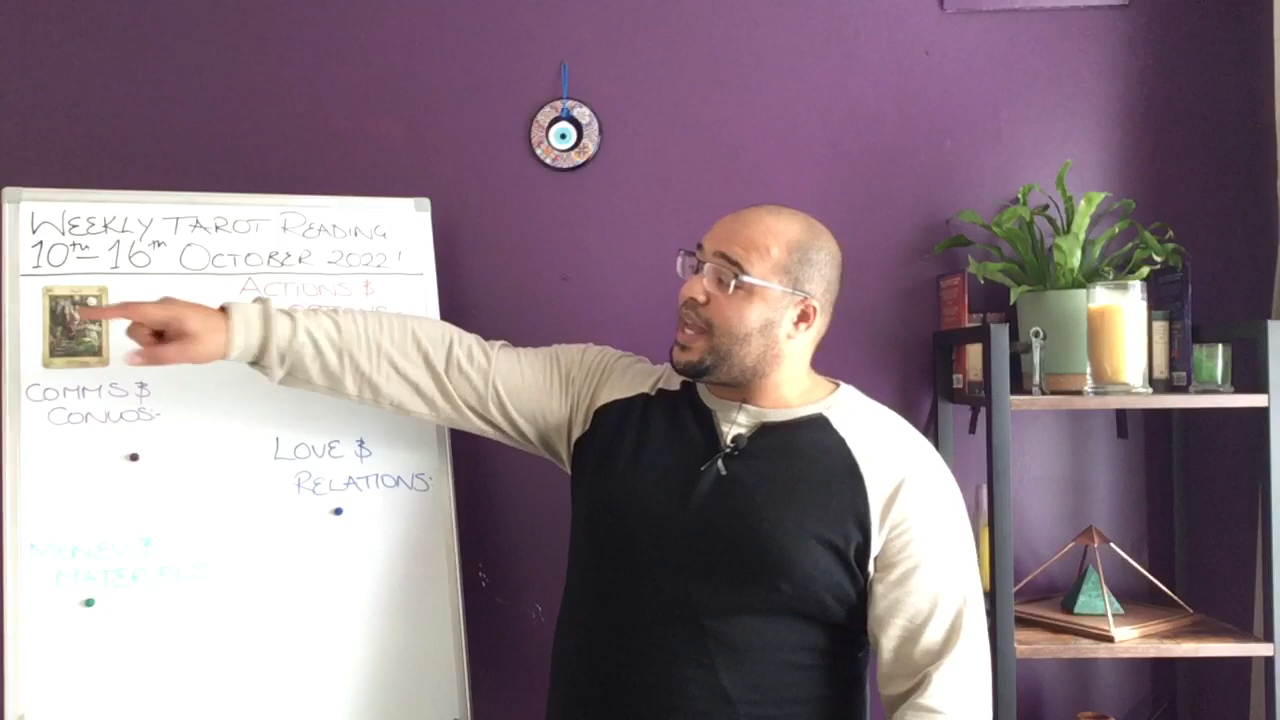 WEEKLY TAROT READING
10TH - 16TH OCTOBER 2022!
ACTIONS &
COMMS &
CONVOS:-
LOVE &
RELATIONS:
MONEY &
MATERIALS